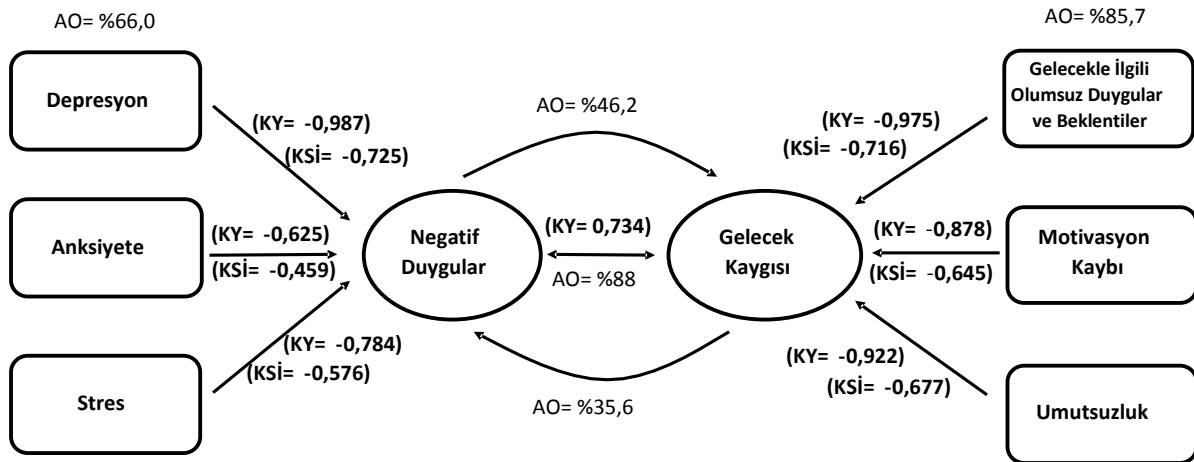 AO= %66,0
AO= %85,7
Depresyon
Gelecekle İlgili
Olumsuz Duygular
ve Beklentiler
(KY= -0,987)
(KSİ= -0,725)
AO= %46,2
(KY= -0,975)
(KSİ= -0,716)
Anksiyete
(KY= -0,625)
(KSİ= -0,459)
Negatif
Duygular
(KY= 0,734)
AO= %88
Gelecek
Kaygısı
(KY= -0,878)
(KSİ= -0,645)
Motivasyon
Kaybı
Stres
(KY= -0,784)
(KSİ= -0,576)
AO= %35,6
(KY= -0,922)
(KSİ= -0,677)
Umutsuzluk